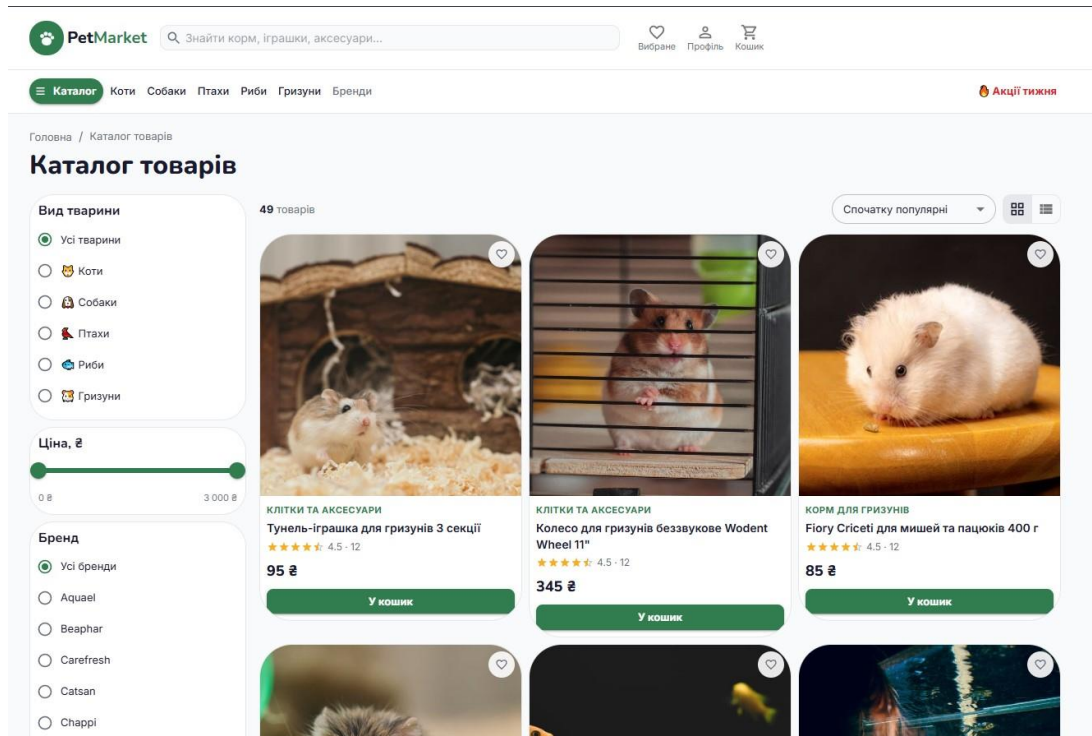 PetMarket
Знайти корм, іграшки, аксесуари...
Вибране Профіль Кошик
Каталог Коти Собаки Птахи Риби Гризуни Бренди
Акції тижня
Головна / Каталог товарів
Каталог товарів
Вид тварини
Усі тварини
Коти
Собаки
Птахи
Риби
Гризуни
Ціна, ₴
0 ₴ 3 000 ₴
Бренд
Усі бренди
Aquael
Beaphar
Carefresh
Catsan
Chappi
49 товарів
Спочатку популярні
КЛІТКИ ТА АКСЕСУАРИ
Тунель-іграшка для гризунів 3 секції
4.5 · 12
95 ₴
У кошик
КЛІТКИ ТА АКСЕСУАРИ
Колесо для гризунів беззвукове Wodent
Wheel 11"
4.5 · 12
345 ₴
У кошик
КОРМ ДЛЯ ГРИЗУНІВ
Fiory Criceti для мишей та пацюків 400 г
4.5 · 12
85 ₴
У кошик